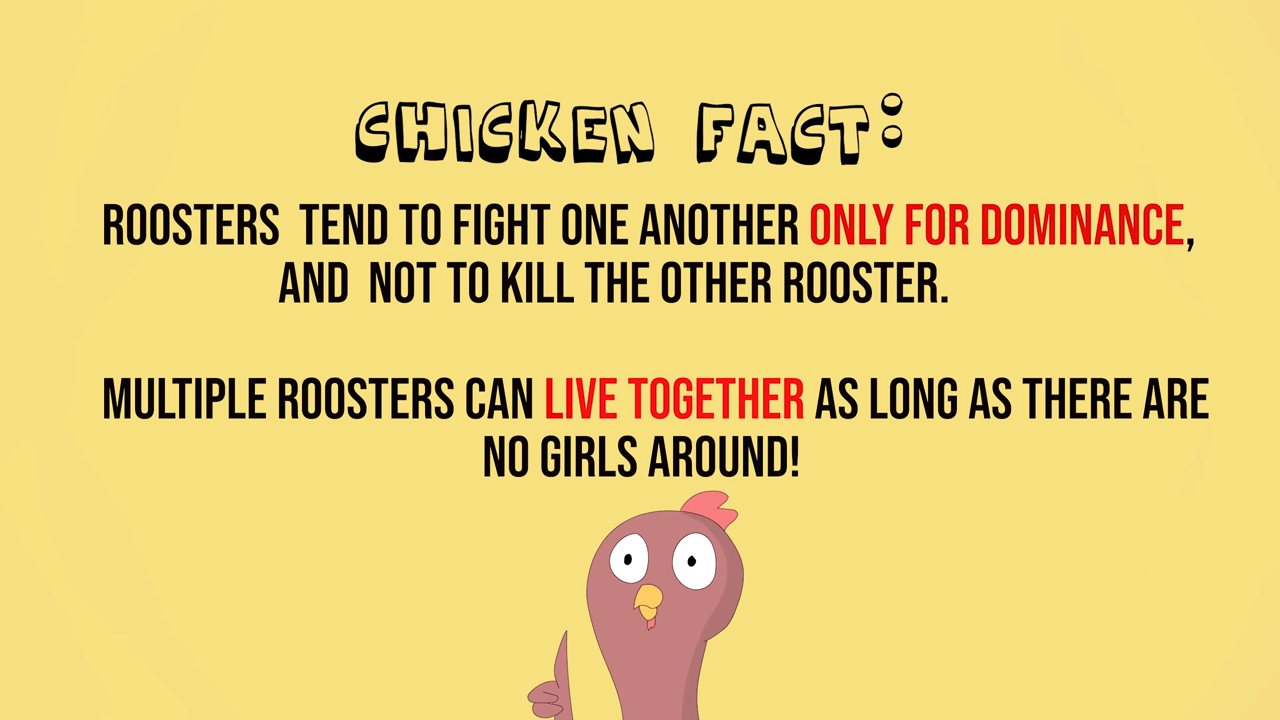 CHICKEN FACT:
ROOSTERS TEND TO FIGHT ONE ANOTHER ONLY FOR DOMINANCE,
AND NOT TO KILL THE OTHER ROOSTER.
MULTIPLE ROOSTERS CAN LIVE TOGETHER AS LONG AS THERE ARE
NO GIRLS AROUND!